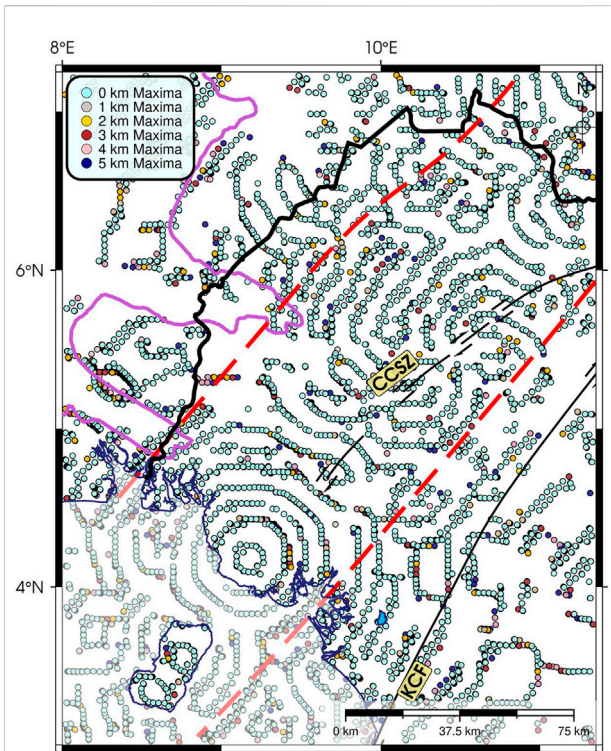 8°E 10°E
0 km Maxima
1 km Maxima
2 km Maxima
3 km Maxima
4 km Maxima
5 km Maxima
N
6°N
CCSZ
4°N
KCF
0 km 37.5 km 75 km